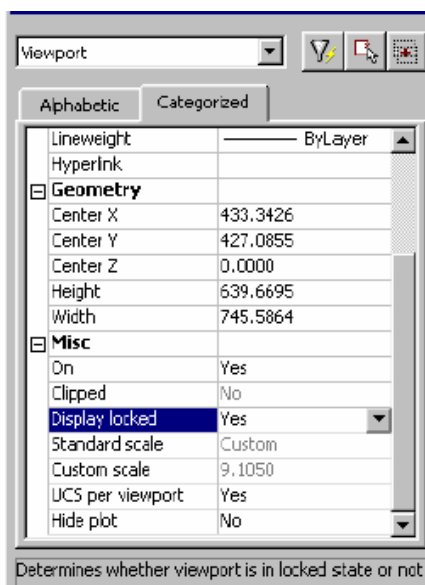 Viewport
Alphabetic Categorized
Lineweight ByLayer
Hyperlink
Geometry
Center X 433.3426
Center Y 427.0855
Center Z 0.0000
Height 639.6695
Width 745.5864
Misc
On Yes
Clipped No
Display locked Yes
Standard scale Custom
Custom scale 9.1050
UCS per viewport Yes
Hide plot No
Determines whether viewport is in locked state or not